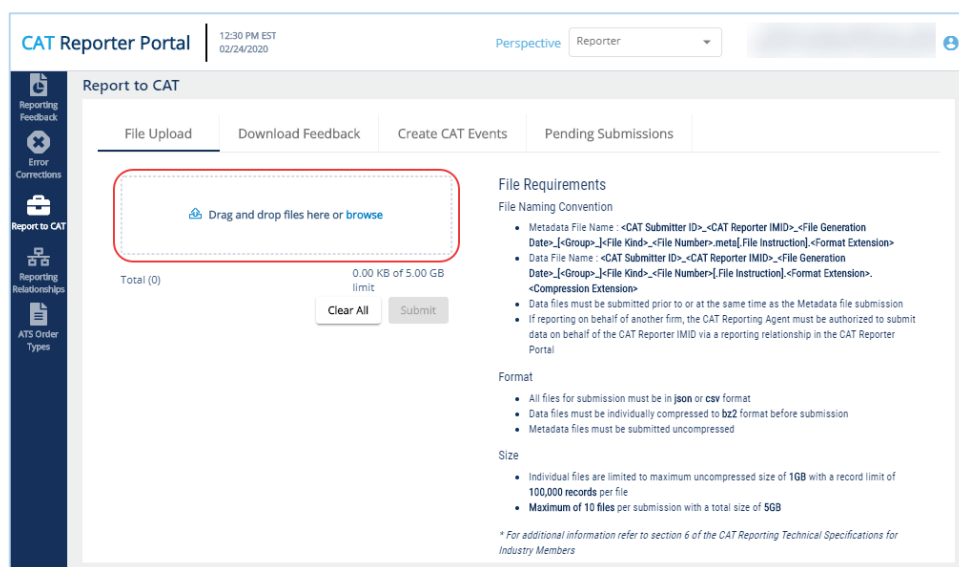 CAT Reporter Portal
12:30 PM EST
02/24/2020
Perspective
Reporter
Reporting
Feedback
Error
Corrections
Report to CAT
Reporting
Relationships
ATS Order
Types
Report to CAT
File Upload
Download Feedback
Create CAT Events
Pending Submissions
Drag and drop files here or browse
Total (0)
0.00 KB of 5.00 GB
limit
Clear All
Submit
File Requirements
File Naming Convention
Metadata File Name : <CAT Submitter ID>_<CAT Reporter IMID>_<File Generation
Date>_[<Group>_]<File Kind>_<File Number>.meta[.File Instruction].<Format Extension>
Data File Name : <CAT Submitter ID>_<CAT Reporter IMID>_<File Generation
Date>_[<Group>_]<File Kind>_<File Number>[.File Instruction].<Format Extension>.
<Compression Extension>
Data files must be submitted prior to or at the same time as the Metadata file submission
If reporting on behalf of another firm, the CAT Reporting Agent must be authorized to submit
data on behalf of the CAT Reporter IMID via a reporting relationship in the CAT Reporter
Portal
Format
All files for submission must be in json or csv format
Data files must be individually compressed to bz2 format before submission
Metadata files must be submitted uncompressed
Size
Individual files are limited to maximum uncompressed size of 1GB with a record limit of
100,000 records per file
Maximum of 10 files per submission with a total size of 5GB
* For additional information refer to section 6 of the CAT Reporting Technical Specifications for
Industry Members